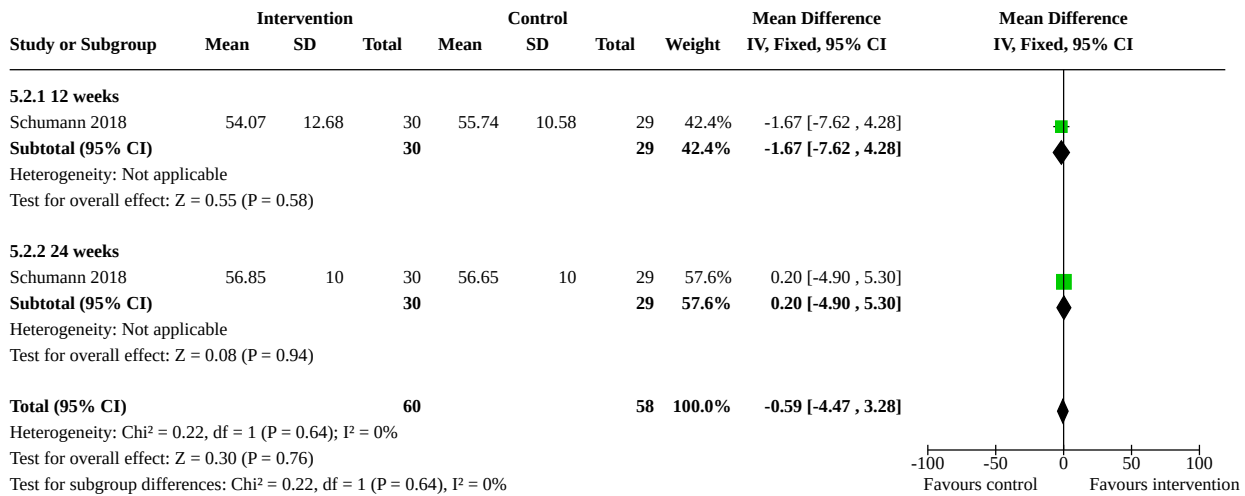 Intervention Control Mean Difference Mean Difference
Study or Subgroup Mean SD Total Mean SD Total Weight IV, Fixed, 95% CI IV, Fixed, 95% CI
5.2.1 12 weeks
Schumann 2018 54.07 12.68 30 55.74 10.58 29 42.4% -1.67 [-7.62 , 4.28]
Subtotal (95% CI) 30 29 42.4% -1.67 [-7.62 , 4.28]
Heterogeneity: Not applicable
Test for overall effect: Z = 0.55 (P = 0.58)
5.2.2 24 weeks
Schumann 2018 56.85 10 30 56.65 10 29 57.6% 0.20 [-4.90 , 5.30]
Subtotal (95% CI) 30 29 57.6% 0.20 [-4.90 , 5.30]
Heterogeneity: Not applicable
Test for overall effect: Z = 0.08 (P = 0.94)
Total (95% CI) 60 58 100.0% -0.59 [-4.47 , 3.28]
Heterogeneity: Chi² = 0.22, df = 1 (P = 0.64); I² = 0%
Test for overall effect: Z = 0.30 (P = 0.76)
Test for subgroup differences: Chi² = 0.22, df = 1 (P = 0.64), I² = 0%
-100 -50 0 50 100
Favours control Favours intervention